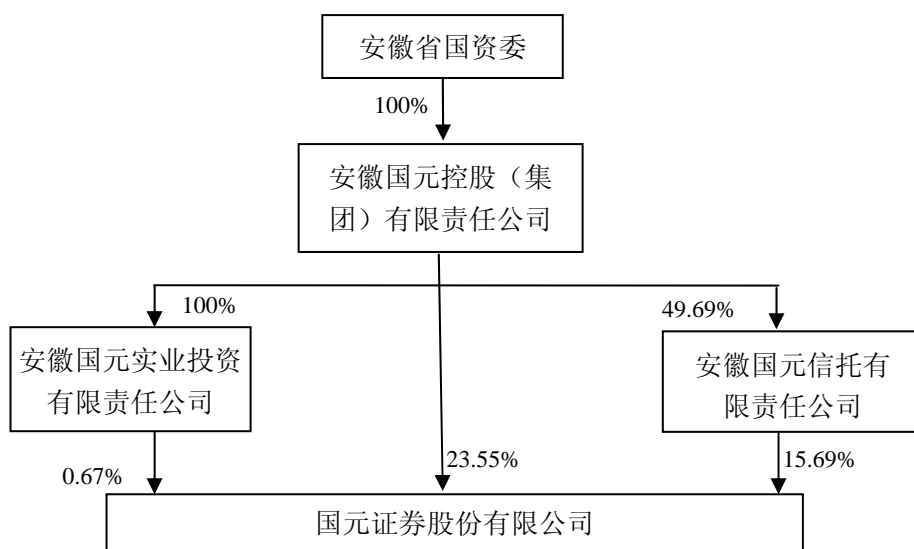 安徽省国资委
100%
安徽国元控股（集
团）有限责任公司
100%
49.69%
安徽国元实业投资
有限责任公司
安徽国元信托有
限责任公司
0.67%
23.55%
15.69%
国元证券股份有限公司